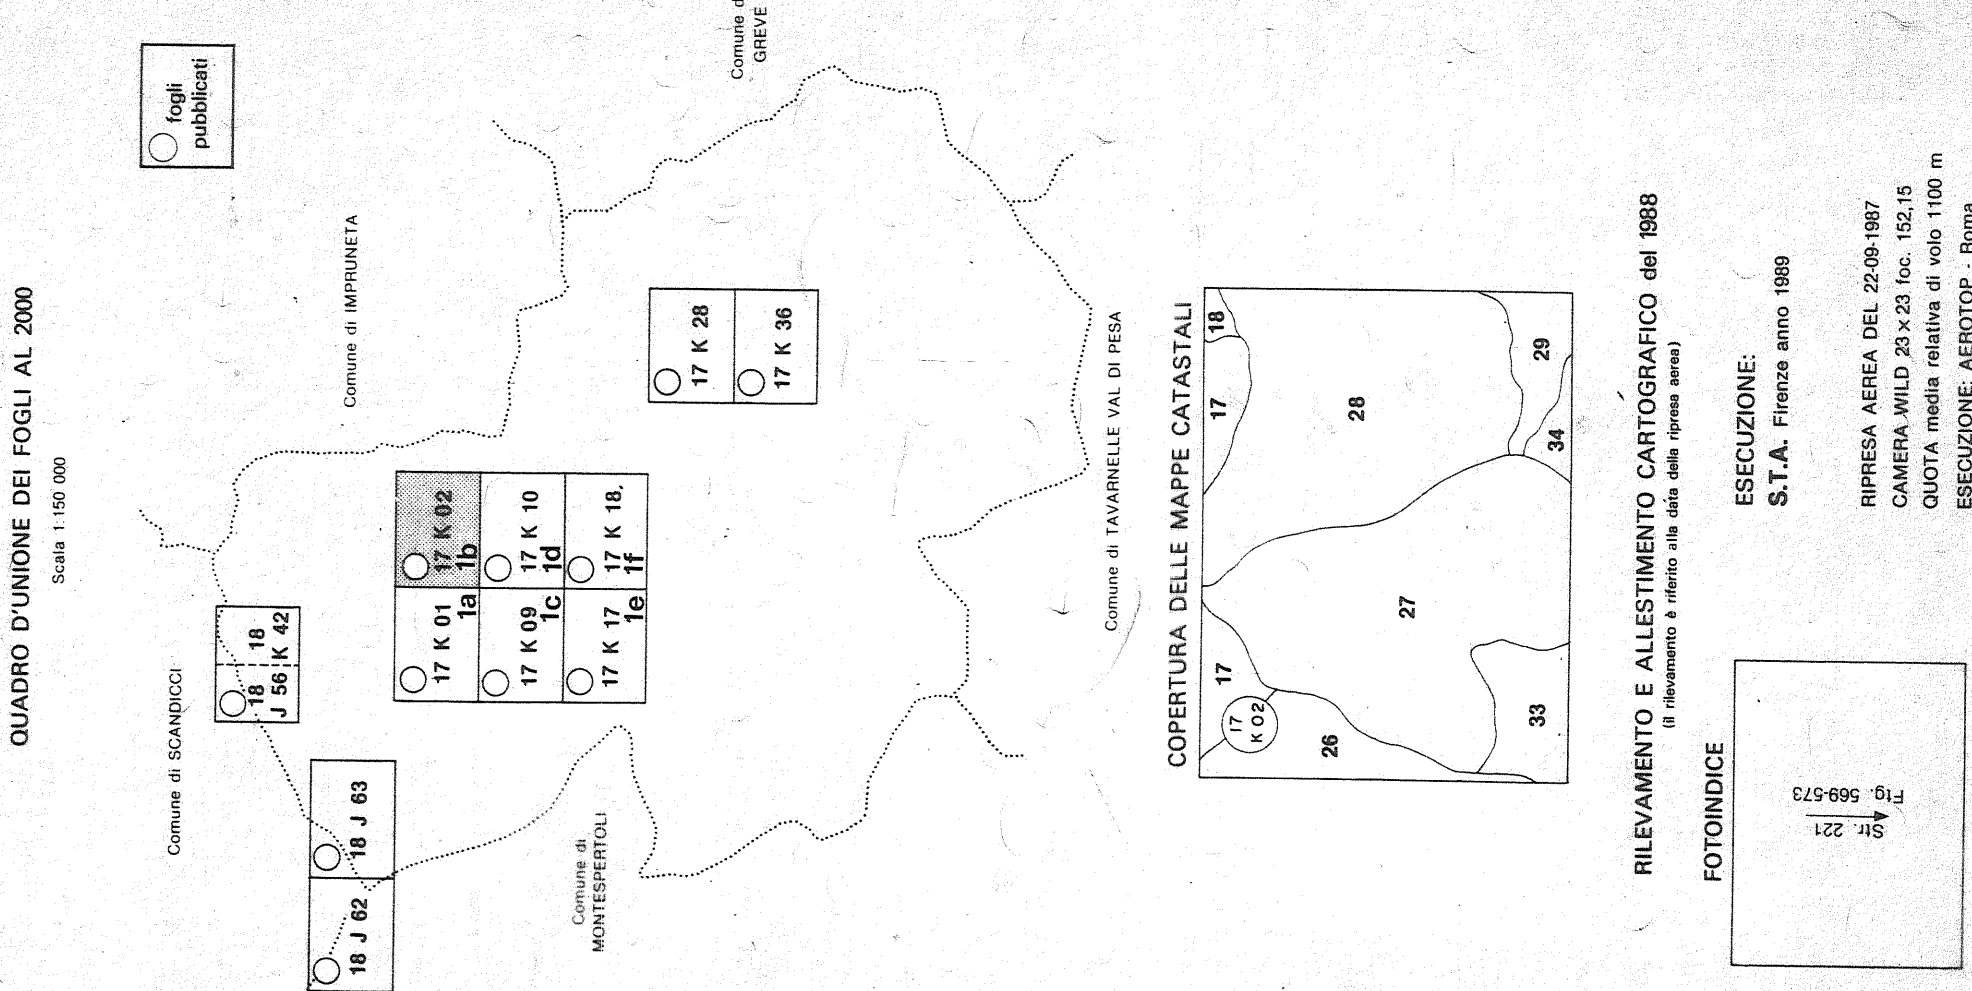 QUADRO D'UNIONE DEI FOGLI AL 2000
Scala 1:150 000
fogli
pubblicati
Comune di SCANDICCI
18 18
J 56 K 42
18 J 62
18 J 63
Comune di IMPRUNETA
Comune di
GREVE
17 K 01
1a
17 K 02
1b
17 K 09
1c
17 K 10
1d
17 K 17
1e
17 K 18.
1f
17 K 28
17 K 36
Comune di
MONTESPERTOLI
Comune di TAVARNELLE VAL DI PESA
COPERTURA DELLE MAPPE CATASTALI
17
17
18
17
K 02
26
27
28
33
34
29
RILEVAMENTO E ALLESTIMENTO CARTOGRAFICO del 1988
(il rilevamento è riferito alla data della ripresa aerea)
FOTOINDICE
Str. 221
Ftg. 569-573
ESECUZIONE:
S.T.A. Firenze anno 1989
RIPRESA AEREA DEL 22-09-1987
CAMERA WILD 23×23 foc. 152,15
QUOTA media relativa di volo 1100 m
ESECUZIONE: AEROTOP - Roma